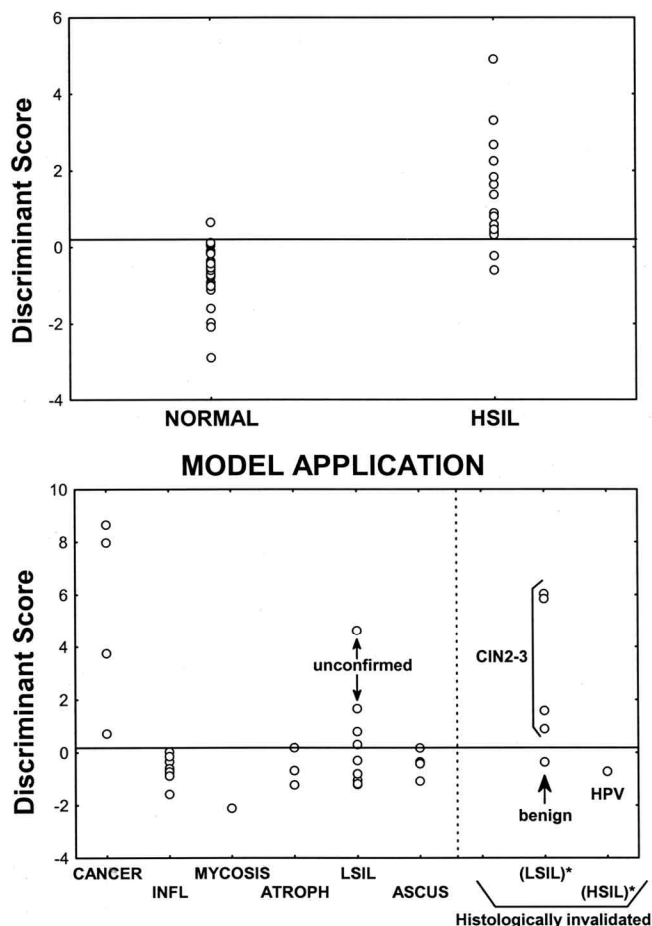 6
4
2
0
-2
-4
Discriminant Score
NORMAL HSIL
MODEL APPLICATION
10
8
6
4
2
0
-2
-4
Discriminant Score
unconfirmed
CIN2-3
benign
HPV
CANCER MYCOSIS LSIL (LSIL)*
INFL ATROPH ASCUS (HSIL)*
Histologically invalidated